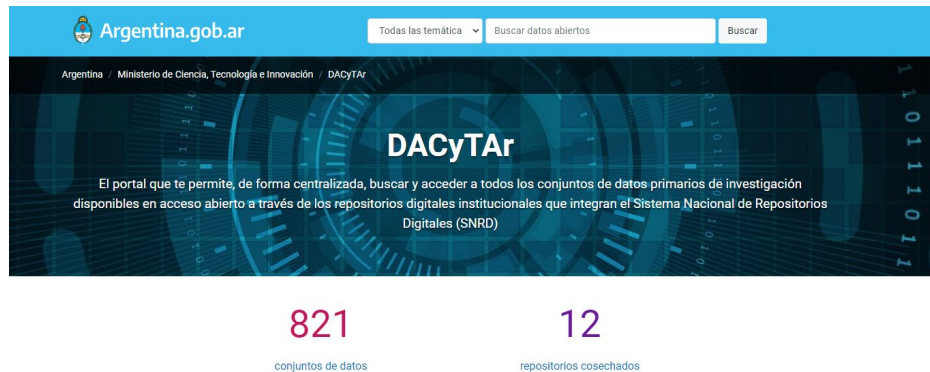 Argentina.gob.ar
Todas las temática
Buscar datos abiertos
Buscar
Argentina / Ministerio de Ciencia, Tecnología e Innovación / DACyTAr
DACyTAr
El portal que te permite, de forma centralizada, buscar y acceder a todos los conjuntos de datos primarios de investigación
disponibles en acceso abierto a través de los repositorios digitales institucionales que integran el Sistema Nacional de Repositorios
Digitales (SNRD)
821
12
conjuntos de datos
repositorios cosechados